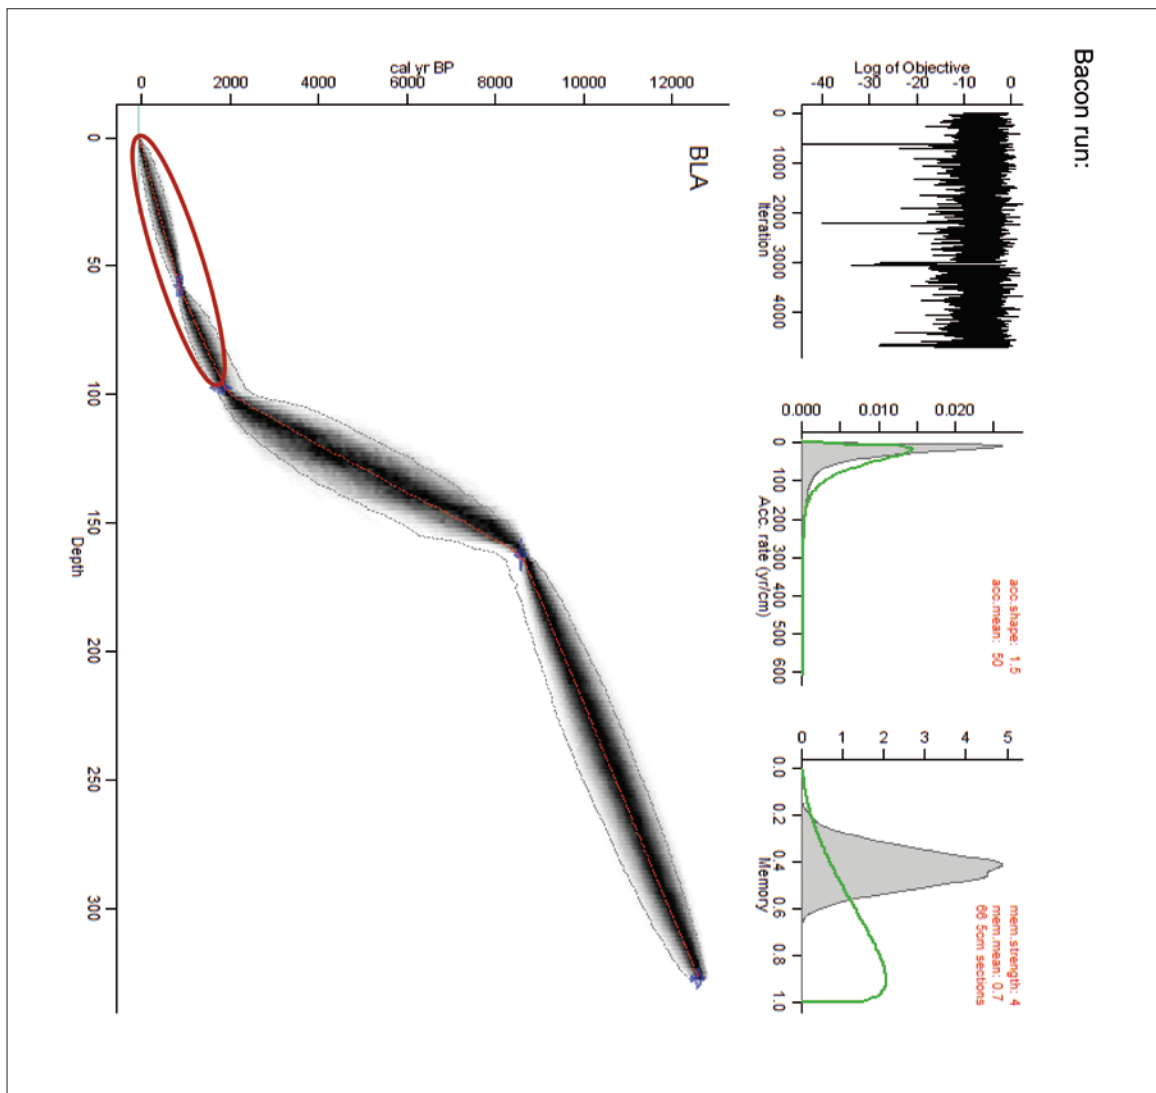 Bacon run:
cal yr BP
0 2000 4000 6000 8000 10000 12000
BLA
0
50
100
150
200
250
300
Depth
Log of Objective
-40 -30 -20 -10 0
0
1000
2000
3000
4000
Iteration
0.000 0.010 0.020
0
100
200
300
400
500
600
Acc. rate (yr/cm)
acc.shape: 1.5
acc.mean: 50
0 1 2 3 4 5
0.0
0.2
0.4
0.6
0.8
1.0
Memory
mem.strength: 4
mem.mean: 0.7
66 5cm sections